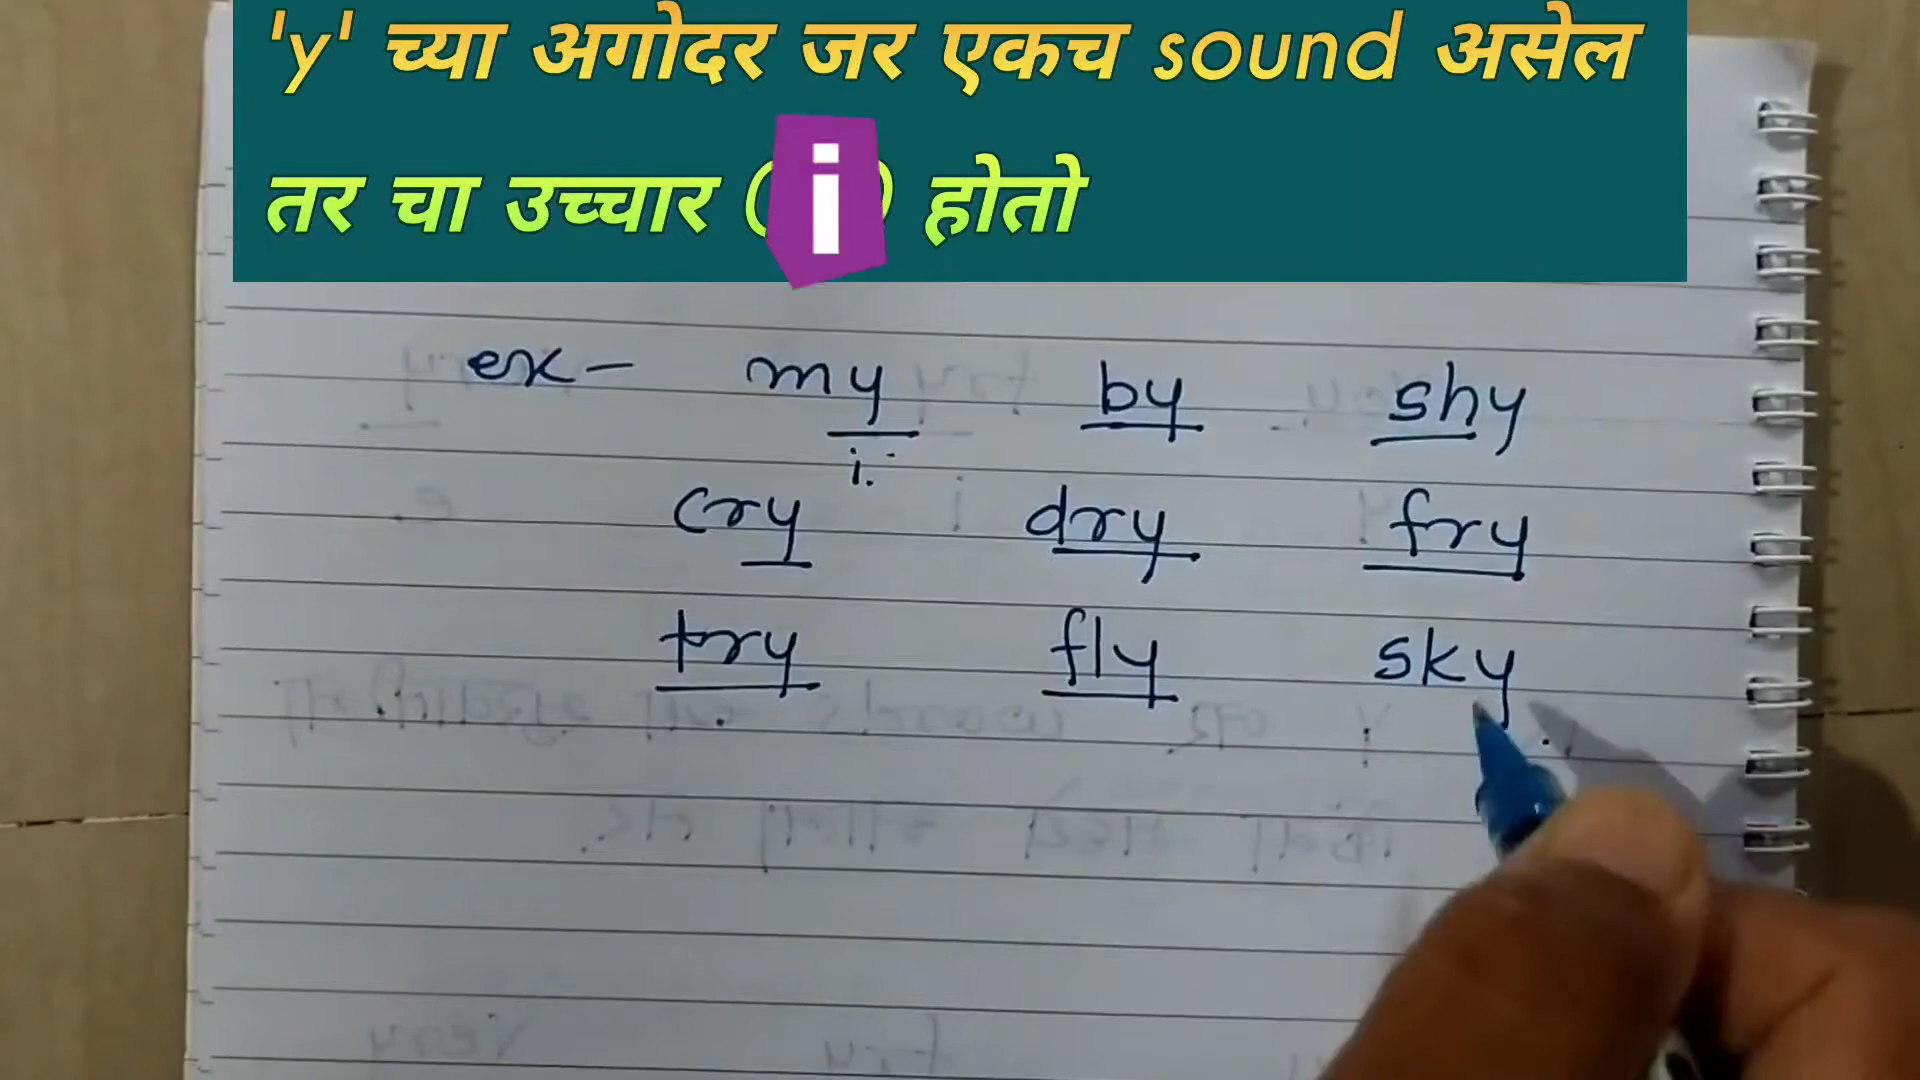 'y' च्या अगोदर जर एकच sound असेल
तर चा उच्चार (i) होतो
ex- my by shy
i.
cry dry fry
try fly sky